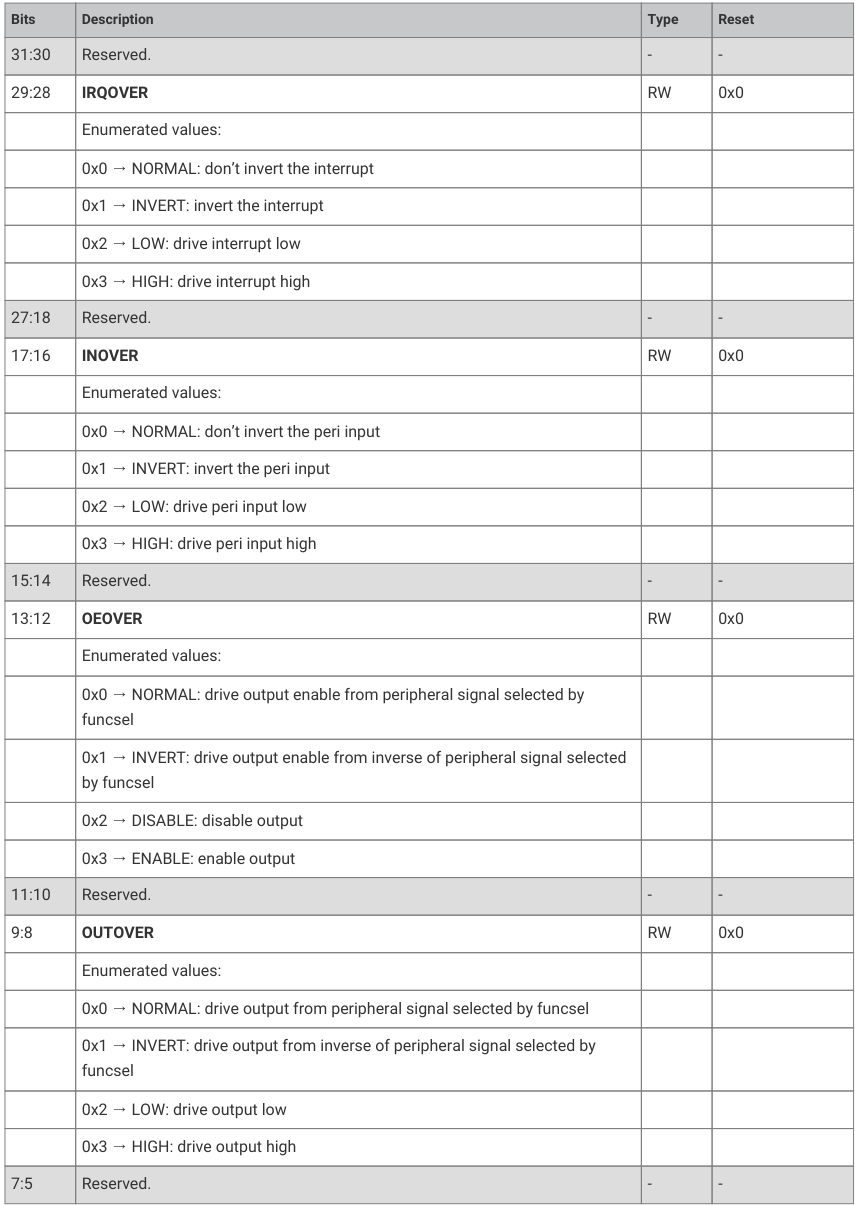 Bits Description Type Reset
31:30 Reserved. - -
29:28 IRQOVER RW 0x0
Enumerated values:
0x0 → NORMAL: don’t invert the interrupt
0x1 → INVERT: invert the interrupt
0x2 → LOW: drive interrupt low
0x3 → HIGH: drive interrupt high
27:18 Reserved. - -
17:16 INOVER RW 0x0
Enumerated values:
0x0 → NORMAL: don’t invert the peri input
0x1 → INVERT: invert the peri input
0x2 → LOW: drive peri input low
0x3 → HIGH: drive peri input high
15:14 Reserved. - -
13:12 OEOVER RW 0x0
Enumerated values:
0x0 → NORMAL: drive output enable from peripheral signal selected by
funcsel
0x1 → INVERT: drive output enable from inverse of peripheral signal selected
by funcsel
0x2 → DISABLE: disable output
0x3 → ENABLE: enable output
11:10 Reserved. - -
9:8 OUTOVER RW 0x0
Enumerated values:
0x0 → NORMAL: drive output from peripheral signal selected by funcsel
0x1 → INVERT: drive output from inverse of peripheral signal selected by
funcsel
0x2 → LOW: drive output low
0x3 → HIGH: drive output high
7:5 Reserved. - -